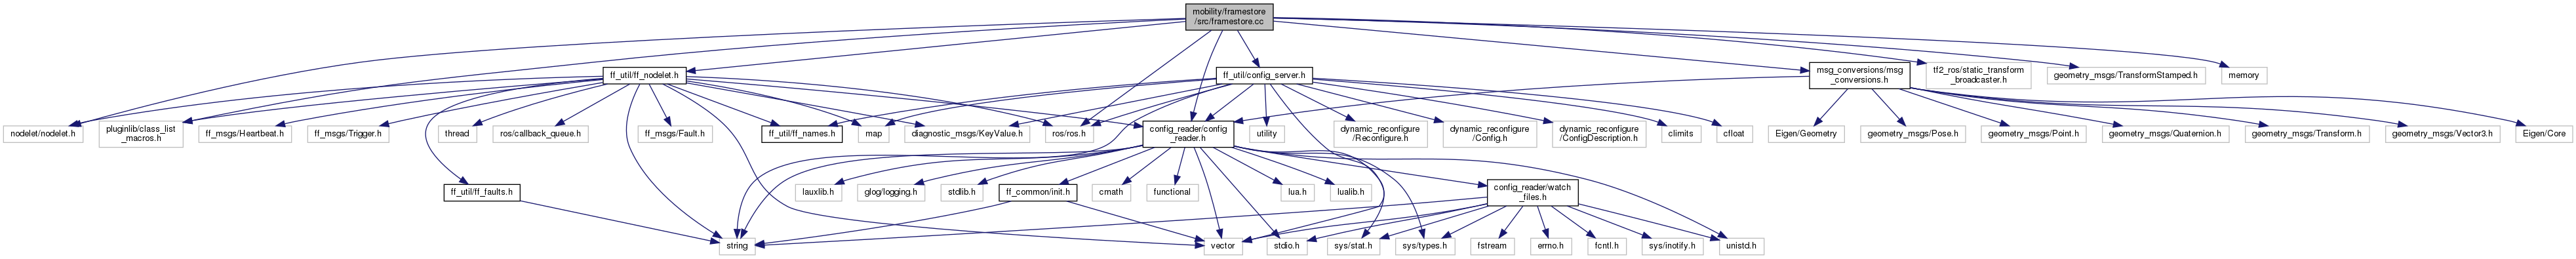 mobility/framestore
/src/framestore.cc
ff_util/ff_nodelet.h
ff_util/config_server.h
msg_conversions/msg
_conversions.h
tf2_ros/static_transform
_broadcaster.h
geometry_msgs/TransformStamped.h
memory
nodelet/nodelet.h
pluginlib/class_list
_macros.h
ff_msgs/Heartbeat.h
ff_msgs/Trigger.h
thread
ros/callback_queue.h
ff_msgs/Fault.h
ff_util/ff_names.h
map
diagnostic_msgs/KeyValue.h
ros/ros.h
config_reader/config
_reader.h
utility
dynamic_reconfigure
/Reconfigure.h
dynamic_reconfigure
/Config.h
dynamic_reconfigure
/ConfigDescription.h
climits
cfloat
Eigen/Geometry
geometry_msgs/Pose.h
geometry_msgs/Point.h
geometry_msgs/Quaternion.h
geometry_msgs/Transform.h
geometry_msgs/Vector3.h
Eigen/Core
ff_util/ff_faults.h
lauxlib.h
glog/logging.h
stdlib.h
ff_common/init.h
cmath
functional
lua.h
lualib.h
config_reader/watch
_files.h
string
vector
stdio.h
sys/stat.h
sys/types.h
fstream
errno.h
fcntl.h
sys/inotify.h
unistd.h